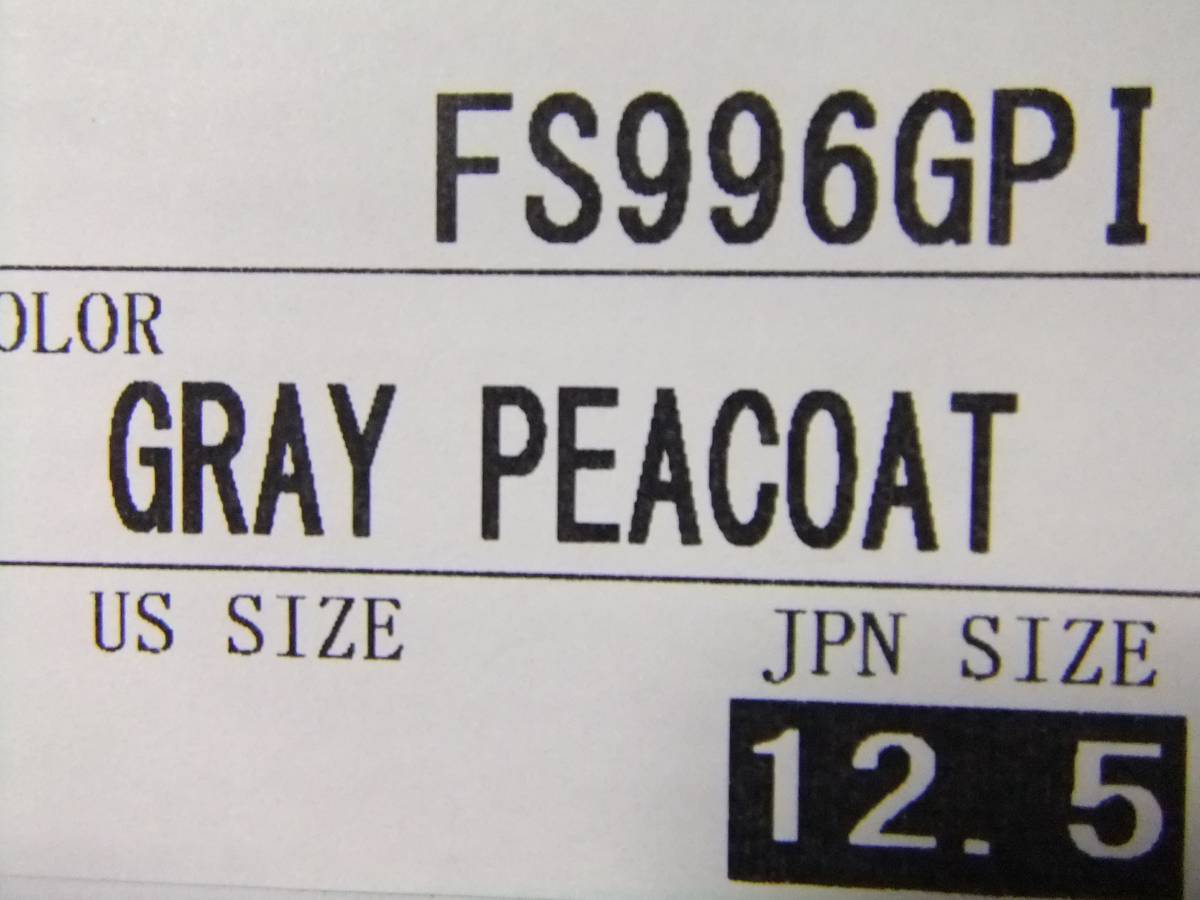 FS996GPI
OLOR
GRAY PEACOAT
US SIZE JPN SIZE
12.5